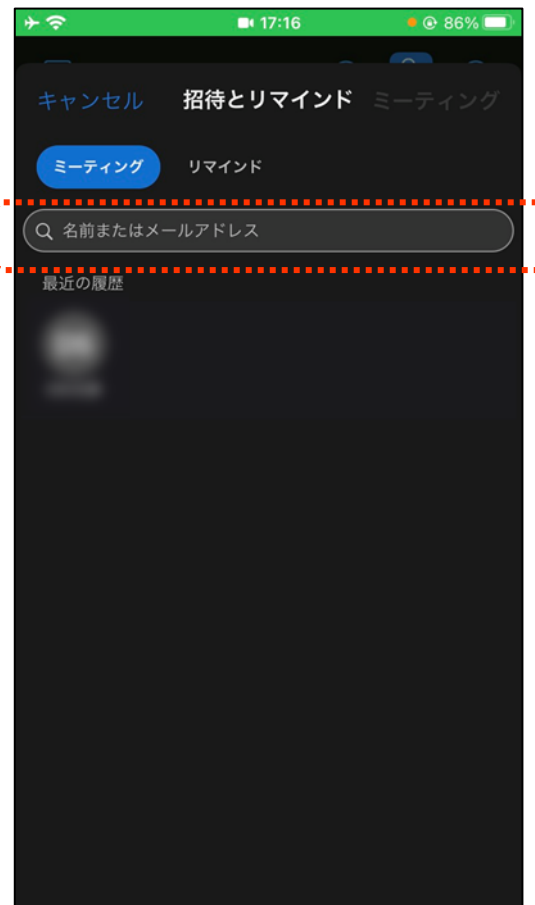 17:16
86%
キャンセル
招待とリマインド
ミーティング
ミーティング
リマインド
名前またはメールアドレス
最近の履歴